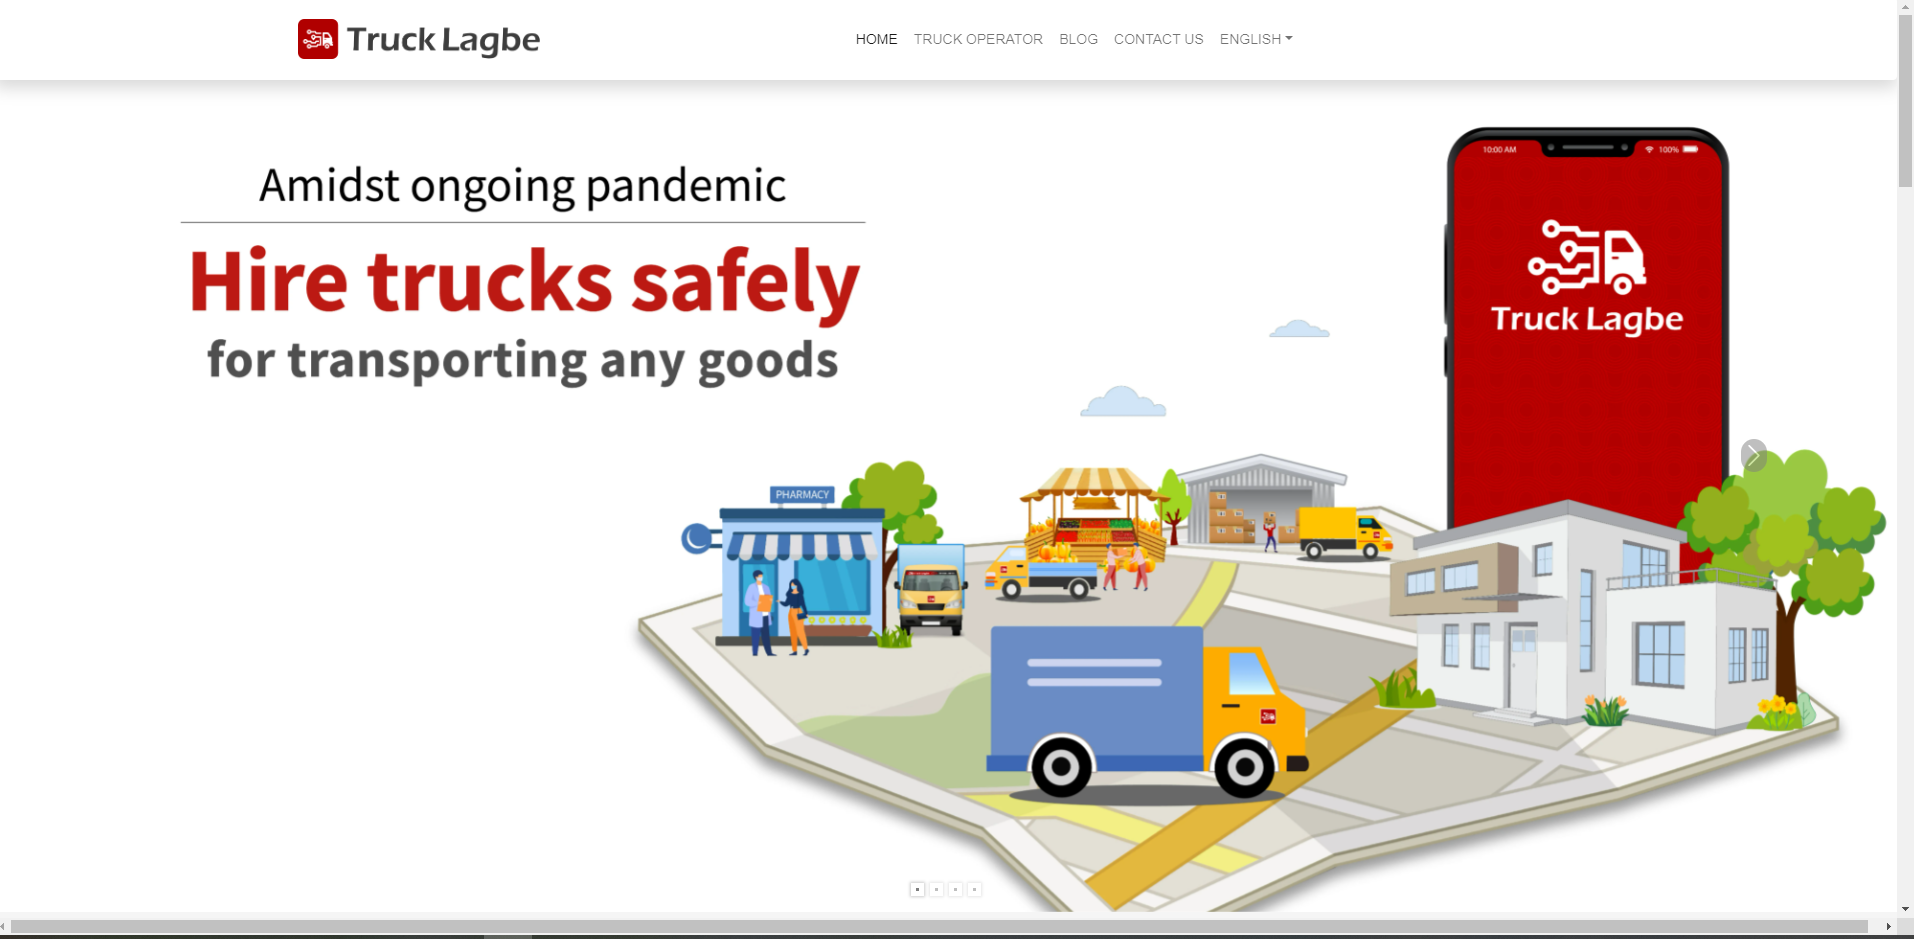 Truck Lagbe
HOME TRUCK OPERATOR BLOG CONTACT US ENGLISH
Amidst ongoing pandemic
Hire trucks safely
for transporting any goods
10:00 AM 100%
Truck Lagbe
PHARMACY